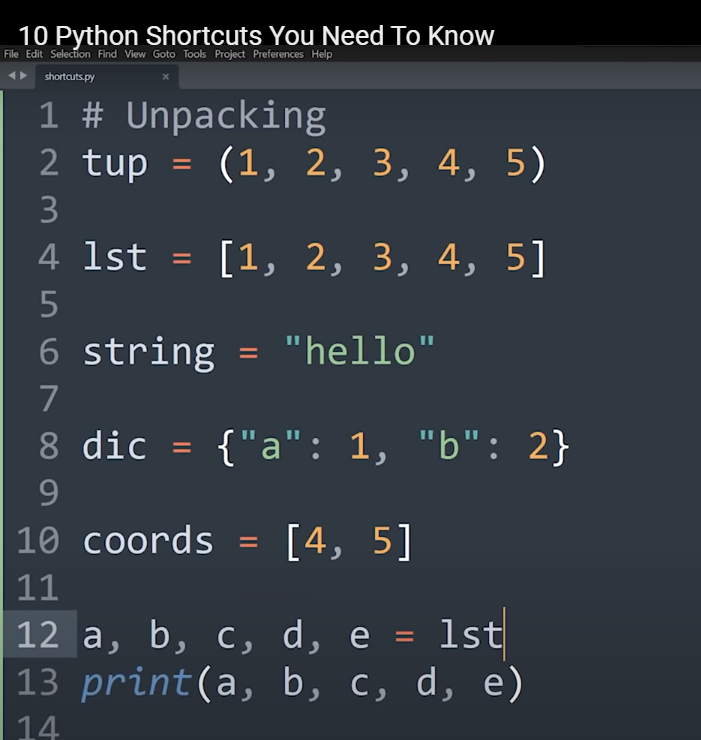 10 Python Shortcuts You Need To Know
File Edit Selection Find View Goto Tools Project Preferences Help
shortcuts.py ×
1 # Unpacking
2 tup = (1, 2, 3, 4, 5)
3
4 lst = [1, 2, 3, 4, 5]
5
6 string = "hello"
7
8 dic = {"a": 1, "b": 2}
9
10 coords = [4, 5]
11
12 a, b, c, d, e = lst
13 print(a, b, c, d, e)
14